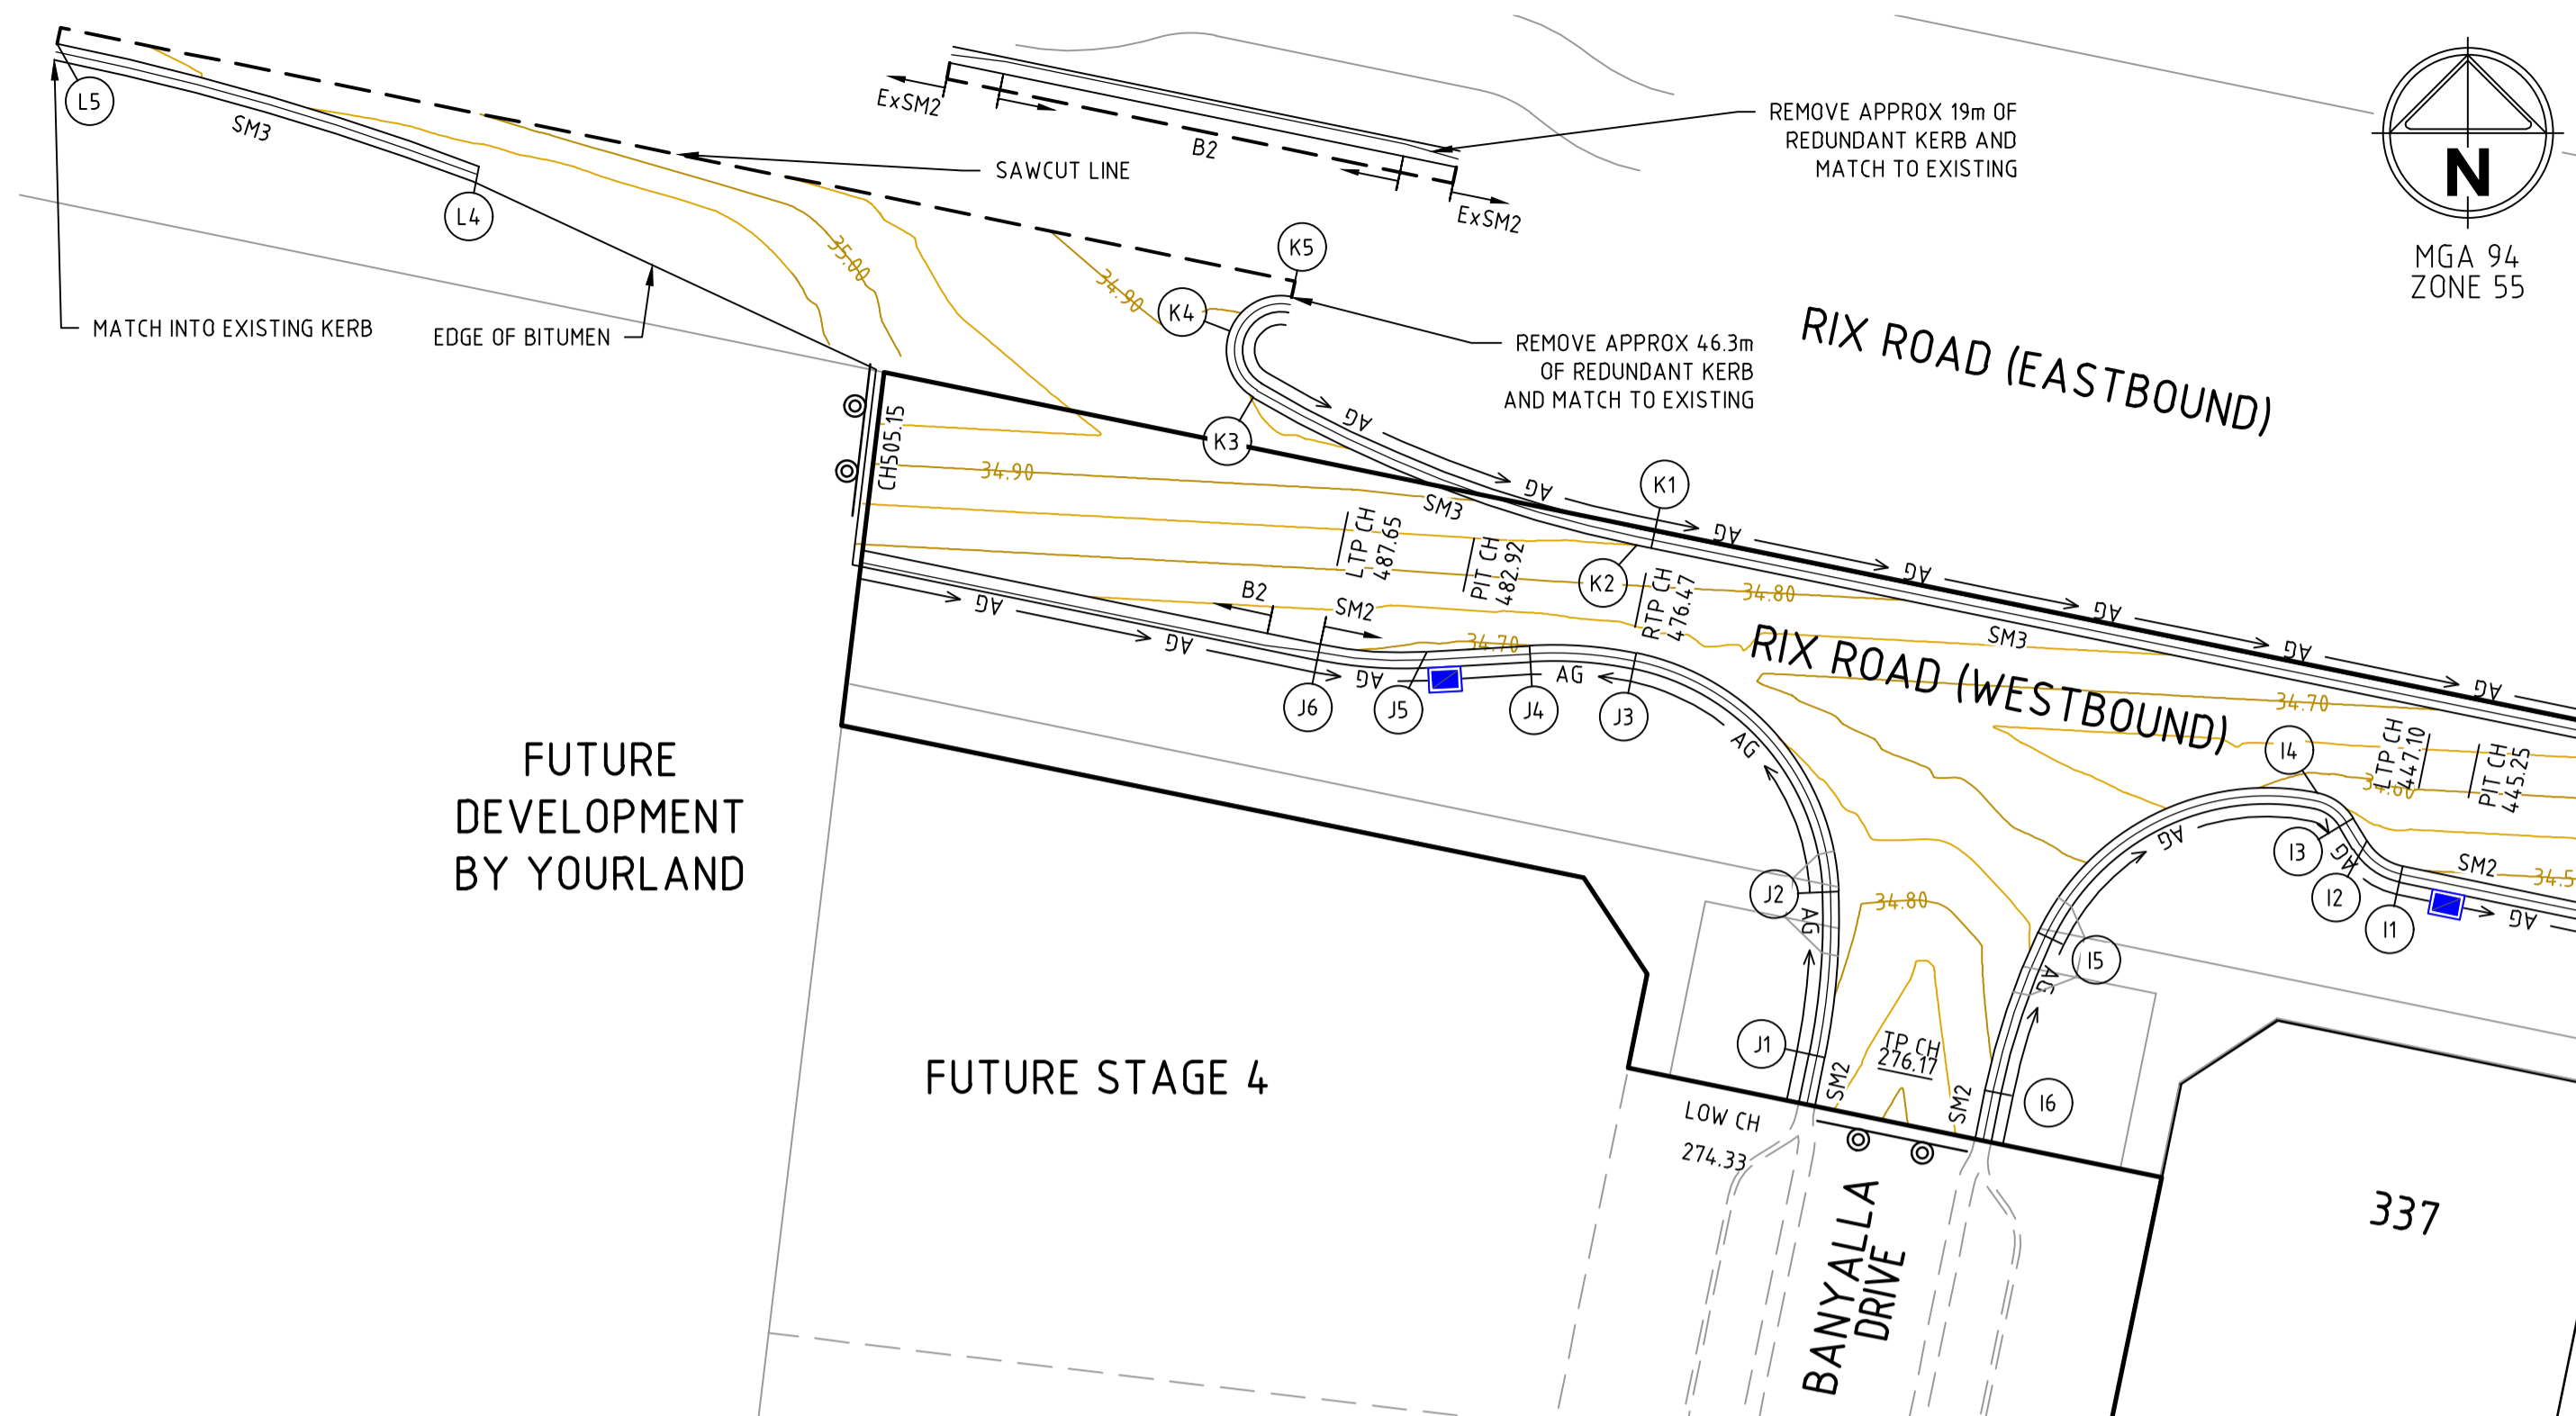 L5
SM3
L4
MATCH INTO EXISTING KERB
EDGE OF BITUMEN
SAWCUT LINE
ExSM2
B2
ExSM2
REMOVE APPROX 19m OF
REDUNDANT KERB AND
MATCH TO EXISTING
N
MGA 94
ZONE 55
35.00
34.90
K5
K4
K3
REMOVE APPROX 46.3m
OF REDUNDANT KERB
AND MATCH TO EXISTING
RIX ROAD (EASTBOUND)
CH505.15
34.90
AG
AG
AG
AG
AG
AG
AG
K1
K2
SM3
LTP CH
487.65
PIT CH
482.92
RTP CH
476.47
34.80
SM3
RIX ROAD (WESTBOUND)
34.70
B2
SM2
34.70
AG
AG
AG
AG
AG
AG
J6
J5
J4
J3
J2
J1
I4
LTP CH
447.10
PIT CH
445.25
34.60
I3
I2
I1
SM2
34.5
AG
AG
AG
AG
I5
I6
34.80
TP CH
276.17
SM2
SM2
LOW CH
274.33
FUTURE
DEVELOPMENT
BY YOURLAND
FUTURE STAGE 4
BANYALLA
DRIVE
337